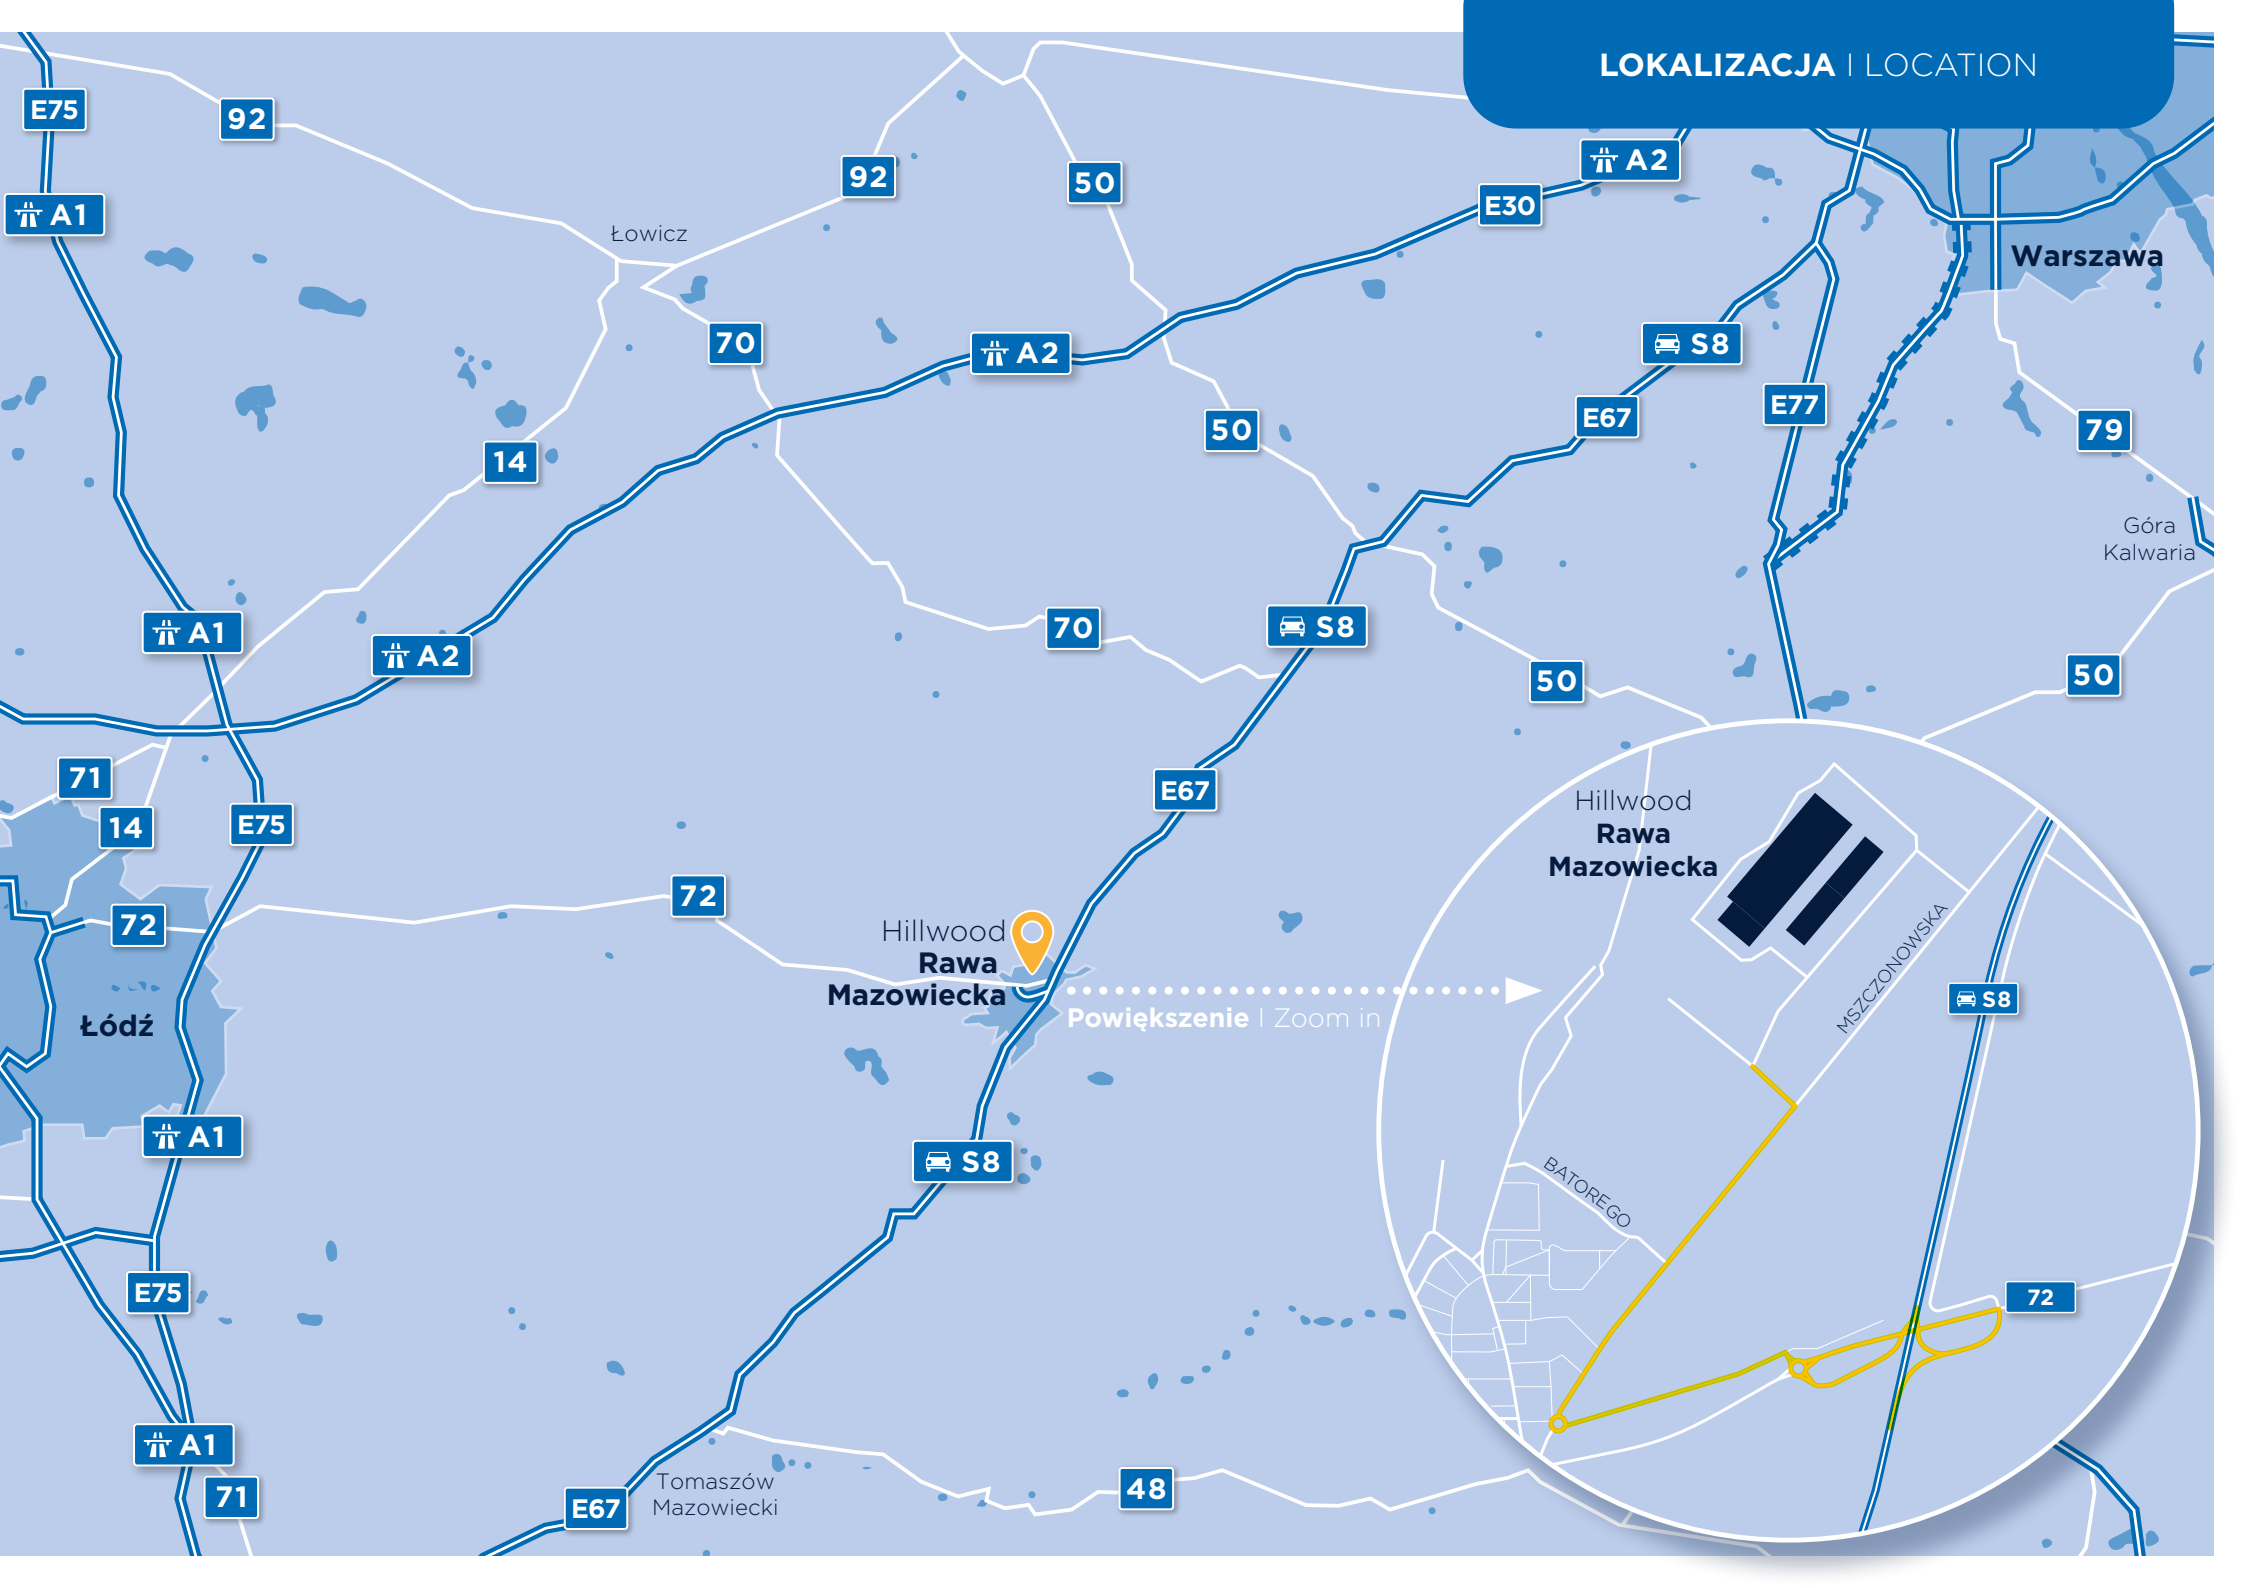 LOKALIZACJA | LOCATION
E75
92
A1
92
50
A2
E30
Łowicz
Warszawa
70
A2
S8
E67
E77
50
79
14
Góra
Kalwaria
A1
A2
70
S8
50
50
71
14
E75
E67
72
72
Łódź
Hillwood
Rawa
Mazowiecka
Powiększenie | Zoom in
Hillwood
Rawa
Mazowiecka
MSZCZONOWSKA
S8
BATOREGO
72
A1
S8
E75
A1
71
E67
Tomaszów
Mazowiecki
48